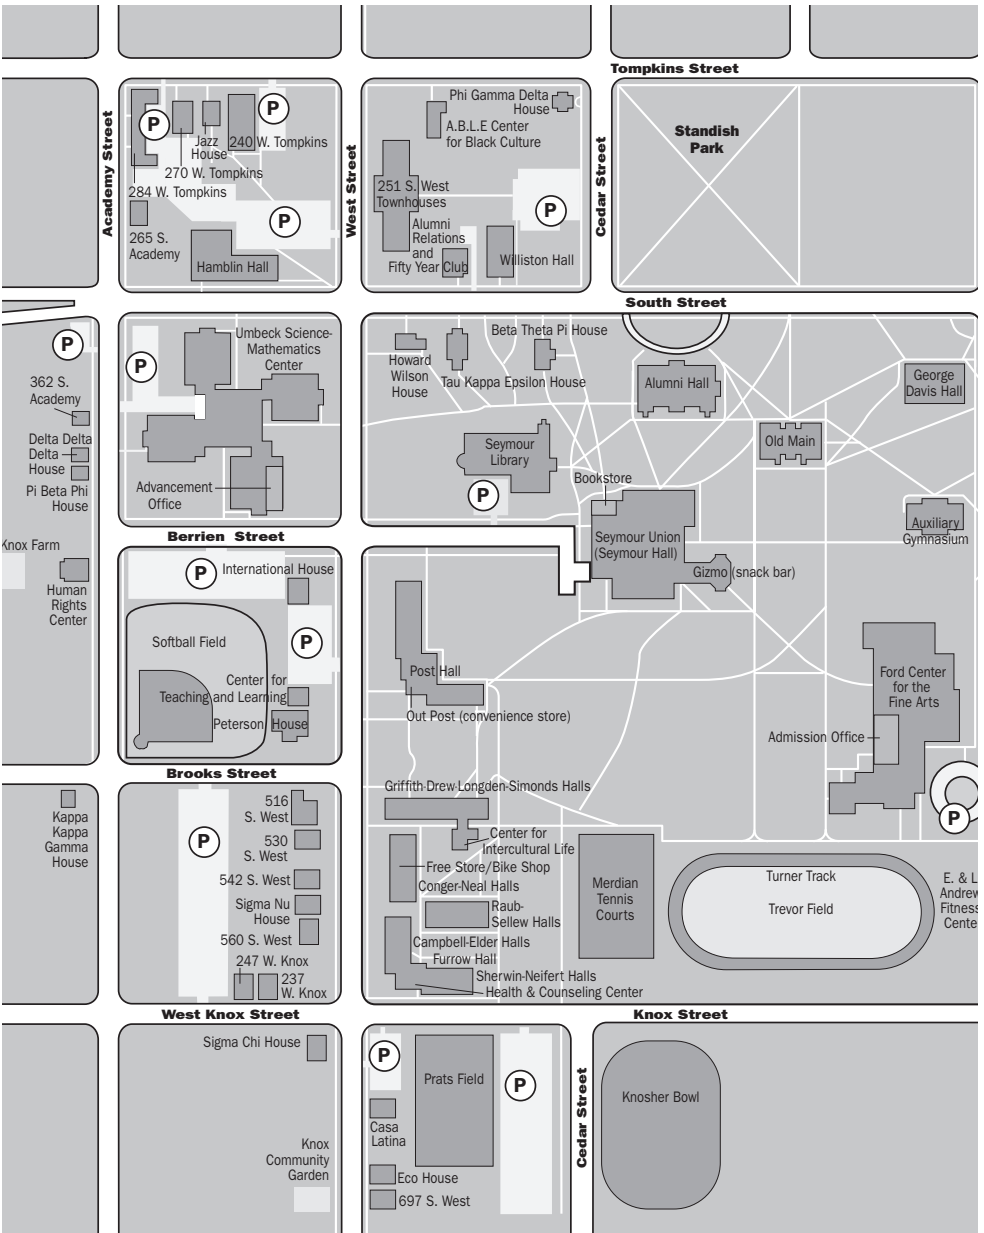 Tompkins Street
Academy Street
West Street
Cedar Street
P
P
Jazz
House
240 W. Tompkins
270 W. Tompkins
284 W. Tompkins
265 S.
Academy
P
Hamblin Hall
Phi Gamma Delta
House
A.B.L.E Center
for Black Culture
251 S. West
Townhouses
P
Alumni
Relations
and
Fifty Year Club
Williston Hall
Standish
Park
South Street
P
362 S.
Academy
Delta Delta
Delta
House
Pi Beta Phi
House
Knox Farm
Human
Rights
Center
P
Umbeck Science-
Mathematics
Center
Advancement
Office
Beta Theta Pi House
Howard
Wilson
House
Tau Kappa Epsilon House
Alumni Hall
George
Davis Hall
Old Main
Seymour
Library
P
Bookstore
Seymour Union
(Seymour Hall)
Gizmo (snack bar)
Auxiliary
Gymnasium
Berrien Street
P
International House
Softball Field
P
Center for
Teaching and Learning
Peterson House
Post Hall
Out Post (convenience store)
Ford Center
for the
Fine Arts
Admission Office
P
Brooks Street
Kappa
Kappa
Gamma
House
P
516
S. West
530
S. West
542 S. West
Sigma Nu
House
560 S. West
247 W. Knox
237
W. Knox
Griffith-Drew-Longden-Simonds Halls
Center for
Intercultural Life
Free Store/Bike Shop
Conger-Neal Halls
Raub-
Sellew Halls
Campbell-Elder Halls
Furrow Hall
Sherwin-Neifert Halls
Health & Counseling Center
Merdian
Tennis
Courts
Turner Track
Trevor Field
E. & L
Andrew
Fitness
Cente
West Knox Street
Knox Street
Sigma Chi House
Knox
Community
Garden
P
Prats Field
P
Casa
Latina
Eco House
697 S. West
Cedar Street
Knosher Bowl